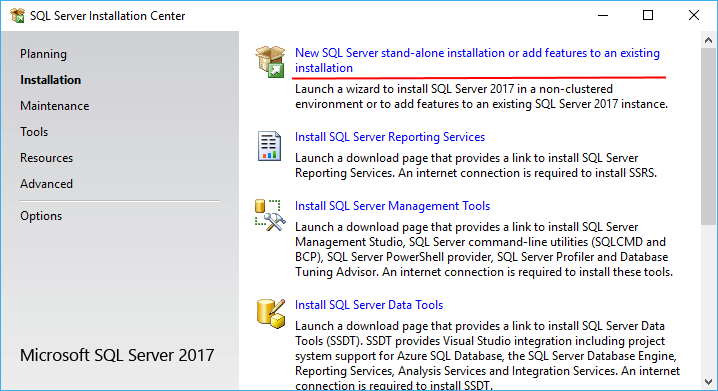 SQL Server Installation Center
Planning
Installation
Maintenance
Tools
Resources
Advanced
Options
Microsoft SQL Server 2017
New SQL Server stand-alone installation or add features to an existing
installation
Launch a wizard to install SQL Server 2017 in a non-clustered
environment or to add features to an existing SQL Server 2017 instance.
Install SQL Server Reporting Services
Launch a download page that provides a link to install SQL Server
Reporting Services. An internet connection is required to install SSRS.
Install SQL Server Management Tools
Launch a download page that provides a link to install SQL Server
Management Studio, SQL Server command-line utilities (SQLCMD and
BCP), SQL Server PowerShell provider, SQL Server Profiler and Database
Tuning Advisor. An internet connection is required to install these tools.
Install SQL Server Data Tools
Launch a download page that provides a link to install SQL Server Data
Tools (SSDT). SSDT provides Visual Studio integration including project
system support for Azure SQL Database, the SQL Server Database Engine,
Reporting Services, Analysis Services and Integration Services. An internet
connection is required to install SSDT.